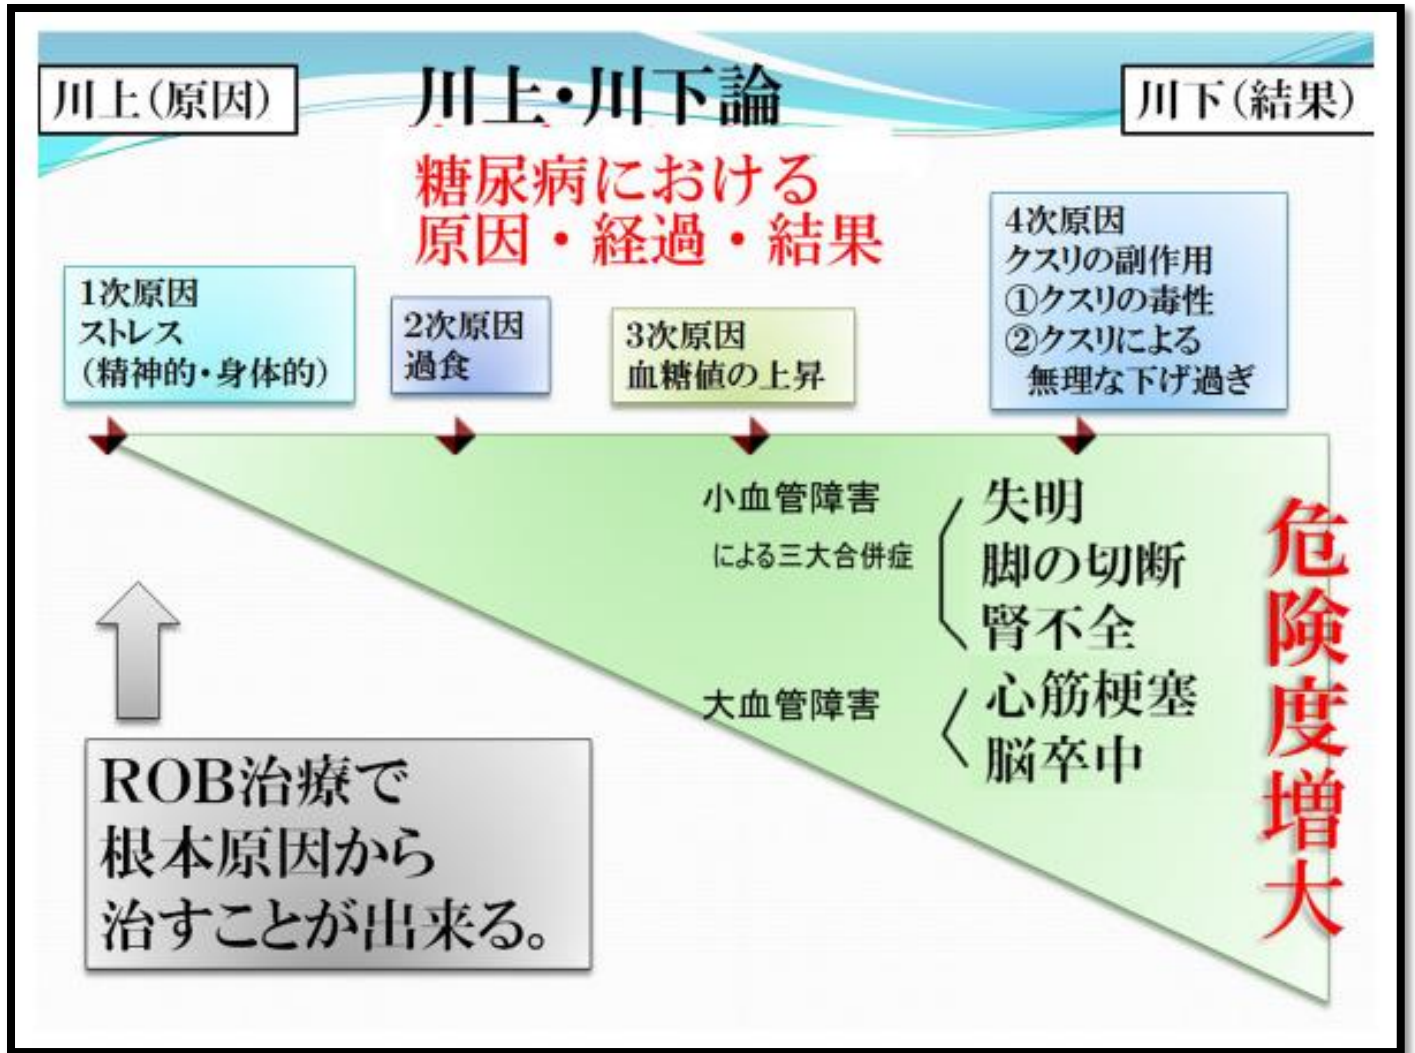 川上(原因)
川上・川下論
川下(結果)
糖尿病における
原因・経過・結果
1次原因
ストレス
(精神的・身体的)
2次原因
過食
3次原因
血糖値の上昇
4次原因
クスリの副作用
①クスリの毒性
②クスリによる
無理な下げ過ぎ
小血管障害
による三大合併症
失明
脚の切断
腎不全
大血管障害
心筋梗塞
脳卒中
危険度増大
ROB治療で
根本原因から
治すことが出来る。